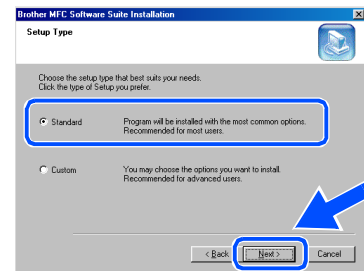 Brother MFC Software Suite Installation
Setup Type
Choose the setup type that best suits your needs.
Click the type of Setup you prefer.
Standard Program will be installed with the most common options.
Recommended for most users.
Custom You may choose the options you want to install.
Recommended for advanced users.
< Back Next > Cancel